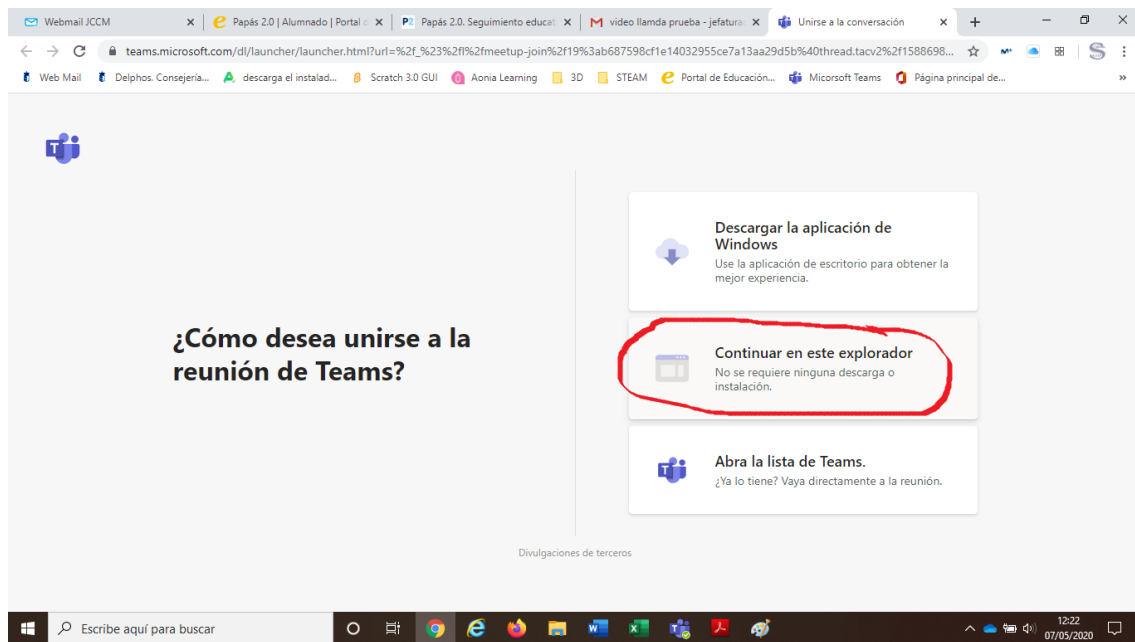 Webmail JCCM
Papás 2.0 | Alumnado | Portal d
Papás 2.0. Seguimiento educati
video llamda prueba - jefatura
Unirse a la conversación
teams.microsoft.com/dl/launcher/launcher.html?url=%2f_%23%2fl%2fmeetup-join%2f19%3ab687598cf1e14032955ce7a13aa29d5b%40thread.tacv2%2f1588698...
Web Mail
Delphos. Consejería...
descarga el instalad...
Scratch 3.0 GUI
Aonia Learning
3D
STEAM
Portal de Educación...
Micorsoft Teams
Página principal de...
Descargar la aplicación de
Windows
Use la aplicación de escritorio para obtener la
mejor experiencia.
¿Cómo desea unirse a la
reunión de Teams?
Continuar en este explorador
No se requiere ninguna descarga o
instalación.
Abra la lista de Teams.
¿Ya lo tiene? Vaya directamente a la reunión.
Divulgaciones de terceros
Escribe aquí para buscar
12:22
07/05/2020